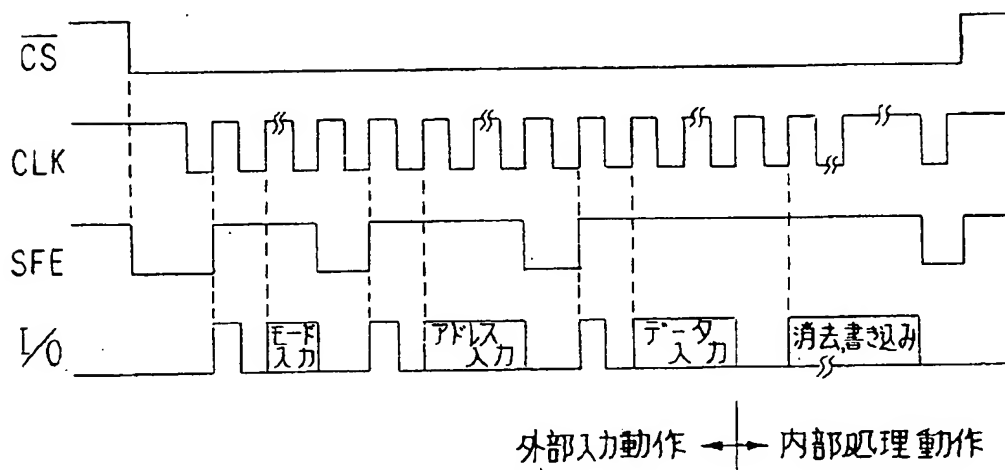 CS
CLK
SFE
I/O
モード
入力
アドレス
入力
データ
入力
消去,書き込み
外部入力動作
内部処理動作